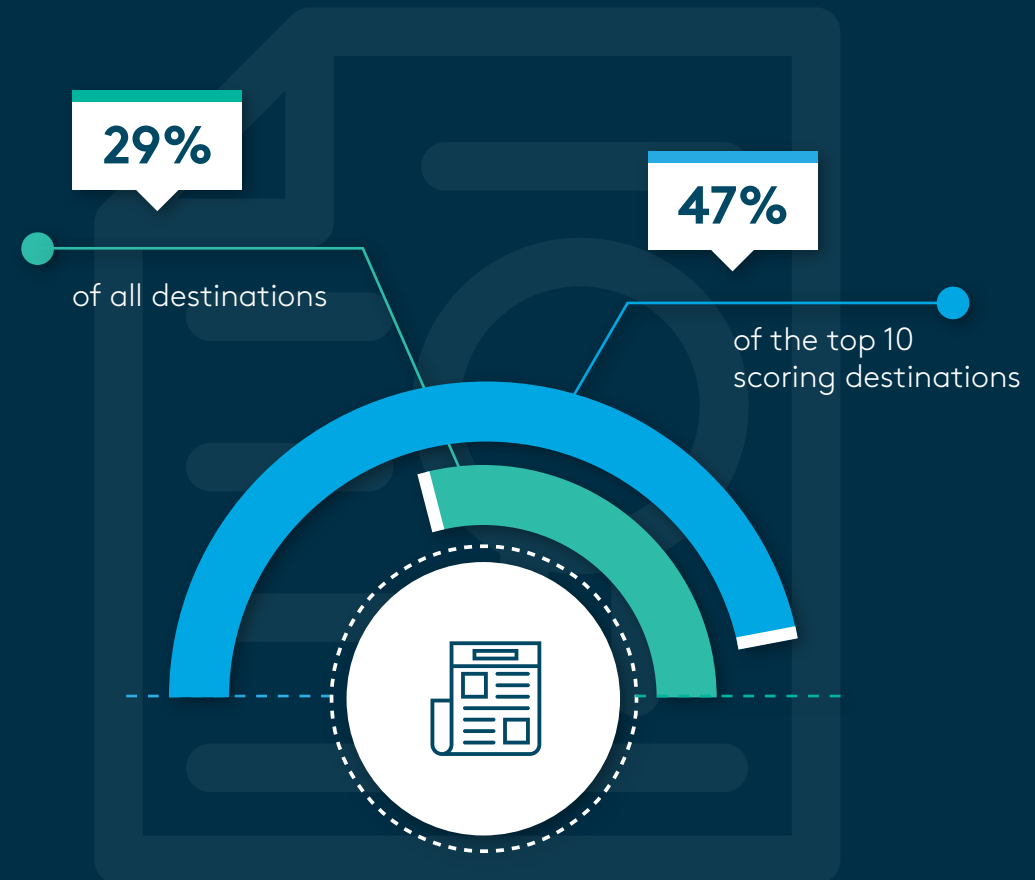 29%
of all destinations
47%
of the top 10
scoring destinations